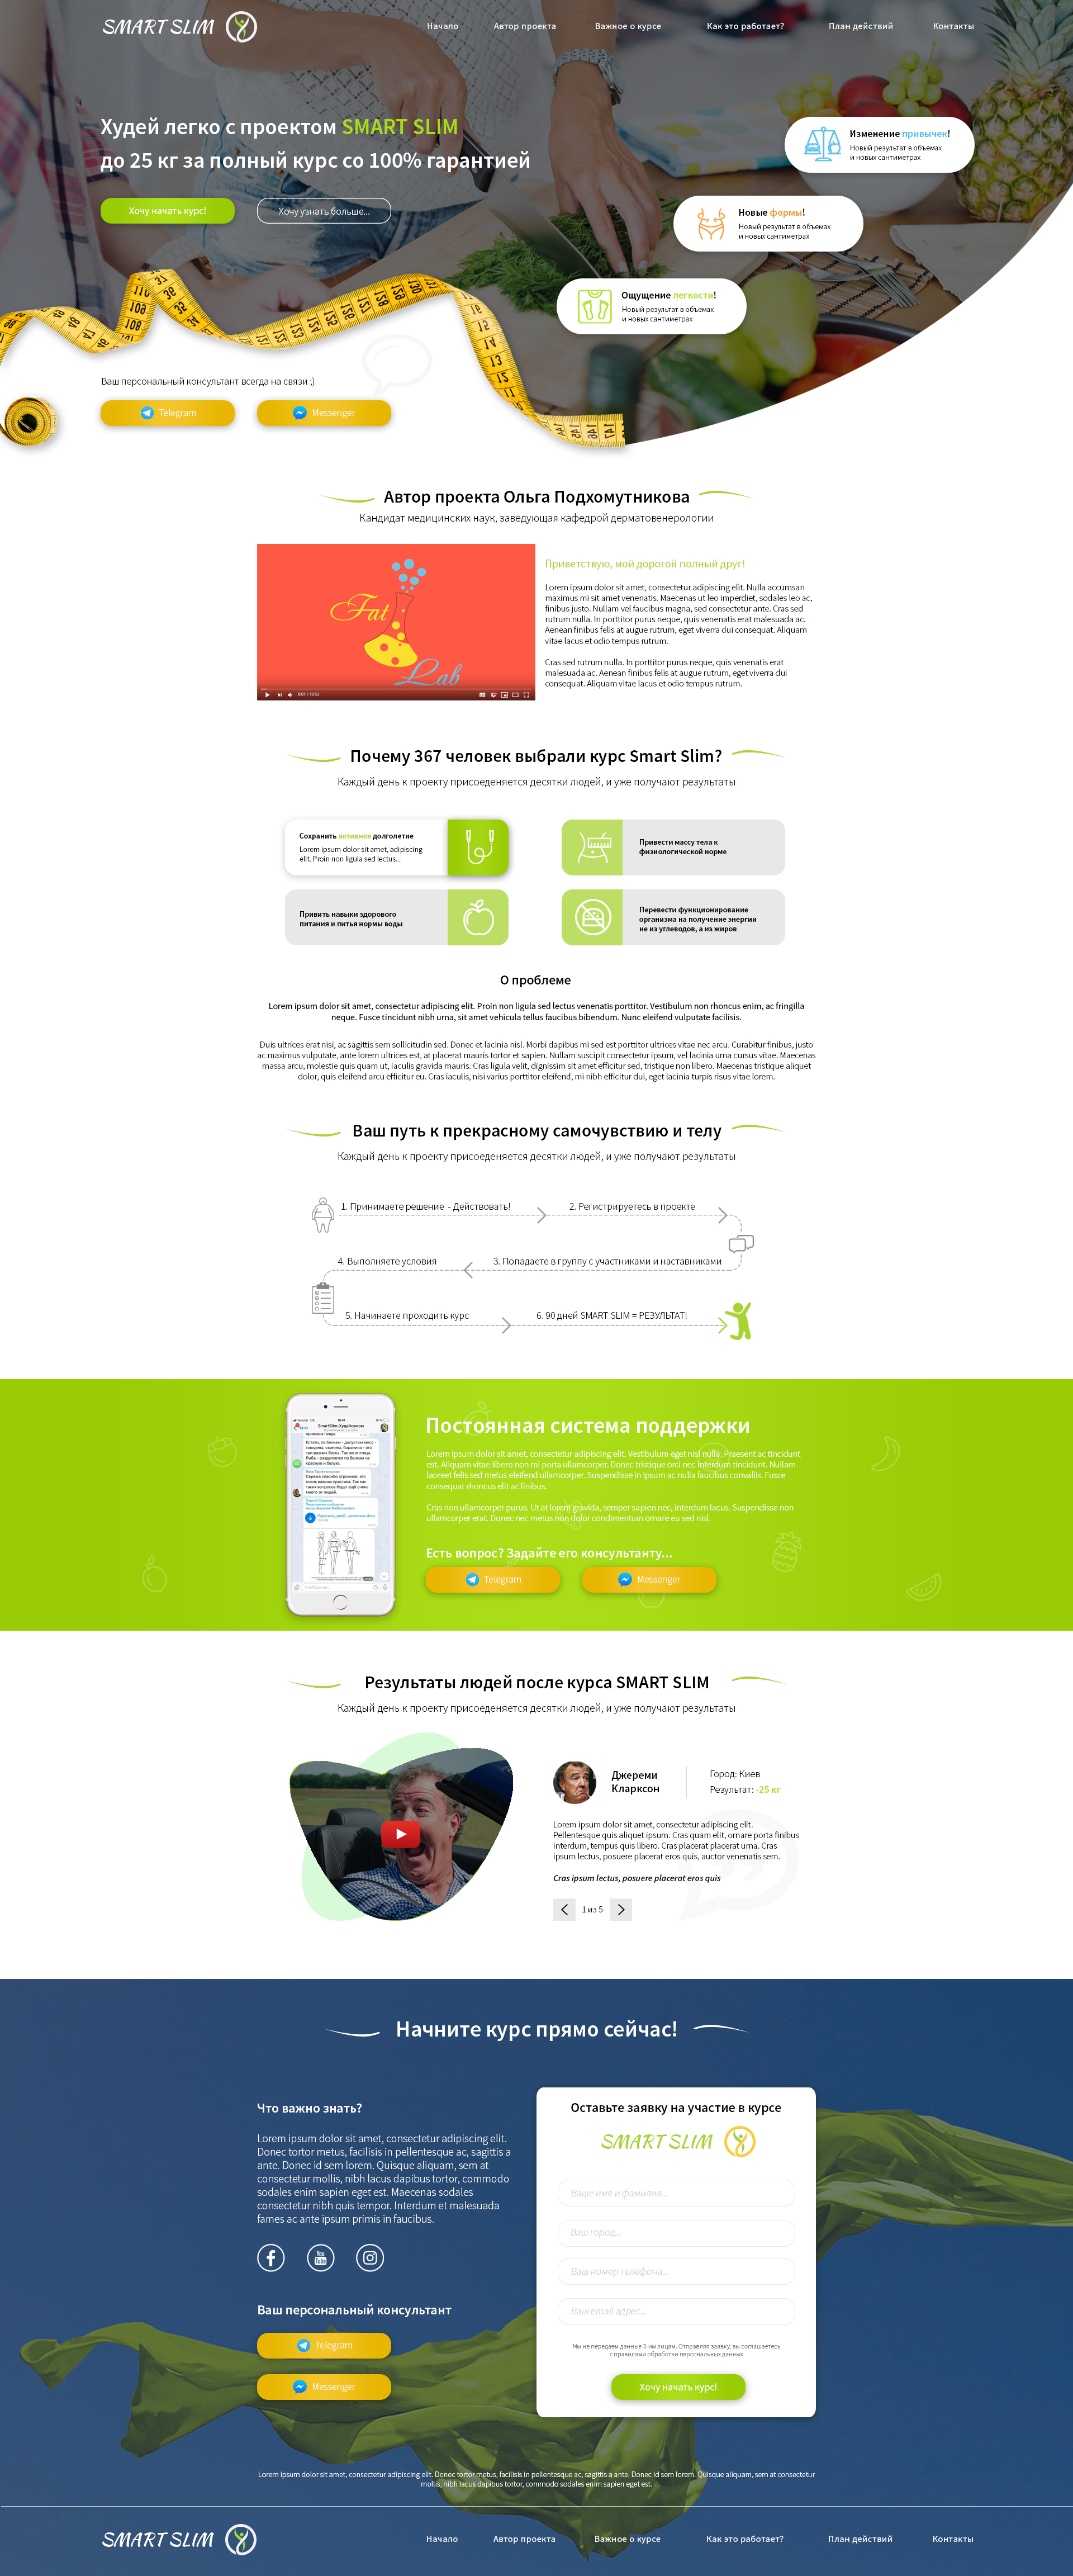 SMART SLIM
Начало
Автор проекта
Важное о курсе
Как это работает?
План действий
Контакты
Худей легко с проектом SMART SLIM
до 25 кг за полный курс со 100% гарантией
Хочу начать курс!
Хочу узнать больше...
Изменение привычек!
Новый результат в объемах
и новых сантиметрах
Новые формы!
Новый результат в объемах
и новых сантиметрах
Ощущение легкости!
Новый результат в объемах
и новых сантиметрах
Ваш персональный консультант всегда на связи ;)
Telegram
Messenger
Автор проекта Ольга Подхомутникова
Кандидат медицинских наук, заведующая кафедрой дерматовенерологии
Fat
Lab
Приветствую, мой дорогой полный друг!
Lorem ipsum dolor sit amet, consectetur adipiscing elit. Nulla accumsan
maximus mi sit amet venenatis. Maecenas ut leo imperdiet, sodales leo ac,
finibus justo. Nullam vel faucibus magna, sed consectetur ante. Cras sed
rutrum nulla. In porttitor purus neque, quis venenatis erat malesuada ac.
Aenean finibus felis at augue rutrum, eget viverra dui consequat. Aliquam
vitae lacus et odio tempus rutrum.
Cras sed rutrum nulla. In porttitor purus neque, quis venenatis erat
malesuada ac. Aenean finibus felis at augue rutrum, eget viverra dui
consequat. Aliquam vitae lacus et odio tempus rutrum.
Почему 367 человек выбрали курс Smart Slim?
Каждый день к проекту присоеденяется десятки людей, и уже получают результаты
Сохранить активное долголетие
Lorem ipsum dolor sit amet, adipiscing
elit. Proin non ligula sed lectus...
Привести массу тела к
физиологической норме
Привить навыки здорового
питания и питья нормы воды
Перевести функционирование
организма на получение энергии
не из углеводов, а из жиров
О проблеме
Lorem ipsum dolor sit amet, consectetur adipiscing elit. Proin non ligula sed lectus venenatis porttitor. Vestibulum non rhoncus enim, ac fringilla
neque. Fusce tincidunt nibh urna, sit amet vehicula tellus faucibus bibendum. Nunc eleifend vulputate facilisis.
Duis ultrices erat nisi, ac sagittis sem sollicitudin sed. Donec et lacinia nisl. Morbi dapibus mi sed est porttitor ultrices vitae nec arcu. Curabitur finibus, justo
ac maximus vulputate, ante lorem ultrices est, at placerat mauris tortor et sapien. Nullam suscipit consectetur ipsum, vel lacinia urna cursus vitae. Maecenas
massa arcu, molestie quis quam ut, iaculis gravida mauris. Cras ligula velit, dignissim sit amet efficitur sed, tristique non libero. Maecenas tristique aliquet
dolor, quis eleifend arcu efficitur eu. Cras iaculis, nisi varius porttitor eleifend, mi nibh efficitur dui, eget lacinia turpis risus vitae lorem.
Ваш путь к прекрасному самочувствию и телу
Каждый день к проекту присоеденяется десятки людей, и уже получают результаты
1. Принимаете решение - Действовать!
2. Регистрируетесь в проекте
4. Выполняете условия
3. Попадаете в группу с участниками и наставниками
5. Начинаете проходить курс
6. 90 дней SMART SLIM = РЕЗУЛЬТАТ!
Постоянная система поддержки
Lorem ipsum dolor sit amet, consectetur adipiscing elit. Vestibulum eget nisl nulla. Praesent ac tincidunt
est. Aliquam vitae libero non mi porta ullamcorper. Donec tristique orci nec interdum tincidunt. Nullam
laoreet felis sed metus eleifend ullamcorper. Suspendisse in ipsum ac nulla faucibus convallis. Fusce
consequat rhoncus elit ac finibus.
Cras non ullamcorper purus. Ut at lorem gravida, semper sapien nec, interdum lacus. Suspendisse non
ullamcorper erat. Donec nec metus non dolor condimentum ornare eu sed nisl.
Есть вопрос? Задайте его консультанту...
Telegram
Messenger
Результаты людей после курса SMART SLIM
Каждый день к проекту присоеденяется десятки людей, и уже получают результаты
Джереми
Кларксон
Город: Киев
Результат: -25 кг
Lorem ipsum dolor sit amet, consectetur adipiscing elit.
Pellentesque quis aliquet ipsum. Cras quam elit, ornare porta finibus
interdum, tempus quis libero. Cras placerat placerat urna. Cras
ipsum lectus, posuere placerat eros quis, auctor venenatis sem.
Cras ipsum lectus, posuere placerat eros quis
1 из 5
Начните курс прямо сейчас!
Что важно знать?
Lorem ipsum dolor sit amet, consectetur adipiscing elit.
Donec tortor metus, facilisis in pellentesque ac, sagittis a
ante. Donec id sem lorem. Quisque aliquam, sem at
consectetur mollis, nibh lacus dapibus tortor, commodo
sodales enim sapien eget est. Maecenas sodales
consectetur nibh quis tempor. Interdum et malesuada
fames ac ante ipsum primis in faucibus.
You
Tube
Ваш персональный консультант
Telegram
Messenger
Оставьте заявку на участие в курсе
SMART SLIM
Ваше имя и фамилия...
Ваш город...
Ваш номер телефона...
Ваш email адрес...
Мы не передаем данные 3-им лицам. Отправляя заявку, вы соглашаетесь
с правилами обработки персональных данных
Хочу начать курс!
Lorem ipsum dolor sit amet, consectetur adipiscing elit. Donec tortor metus, facilisis in pellentesque ac, sagittis a ante. Donec id sem lorem. Quisque aliquam, sem at consectetur
mollis, nibh lacus dapibus tortor, commodo sodales enim sapien eget est.
SMART SLIM
Начало
Автор проекта
Важное о курсе
Как это работает?
План действий
Контакты